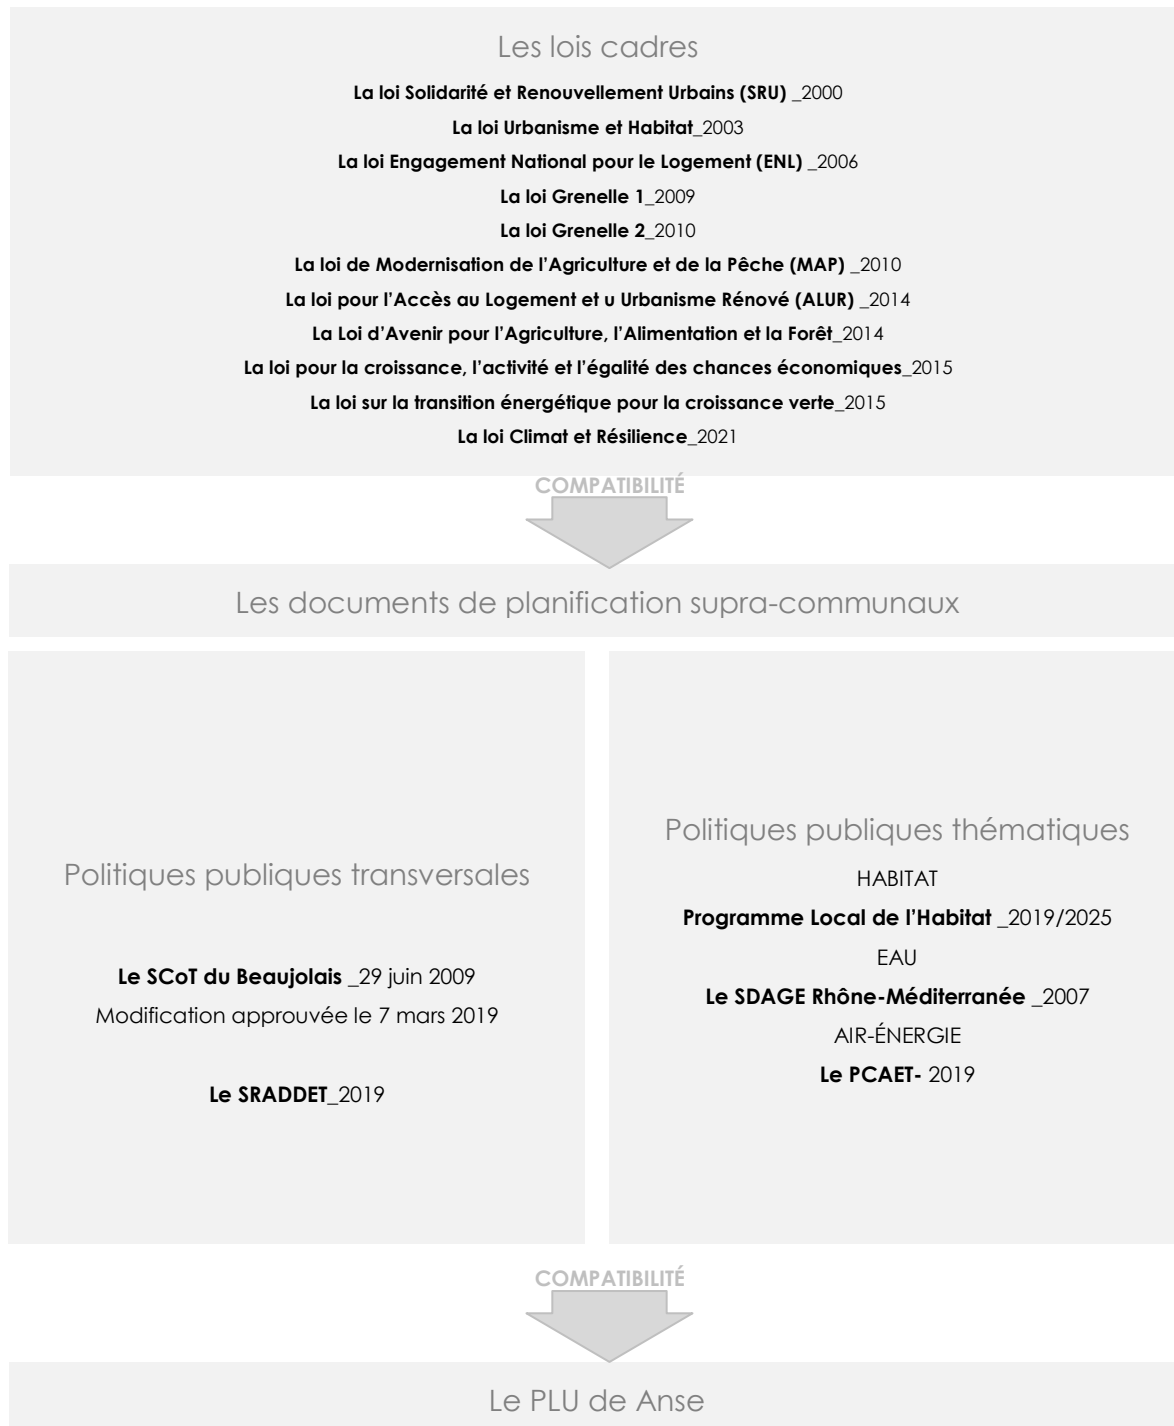 Les lois cadres
La loi Solidarité et Renouvellement Urbains (SRU) _2000
La loi Urbanisme et Habitat_2003
La loi Engagement National pour le Logement (ENL) _2006
La loi Grenelle 1_2009
La loi Grenelle 2_2010
La loi de Modernisation de l’Agriculture et de la Pêche (MAP) _2010
La loi pour l’Accès au Logement et u Urbanisme Rénové (ALUR) _2014
La Loi d’Avenir pour l’Agriculture, l’Alimentation et la Forêt_2014
La loi pour la croissance, l’activité et l’égalité des chances économiques_2015
La loi sur la transition énergétique pour la croissance verte_2015
La loi Climat et Résilience_2021
COMPATIBILITÉ
Les documents de planification supra-communaux
Politiques publiques transversales
Le SCoT du Beaujolais _29 juin 2009
Modification approuvée le 7 mars 2019
Le SRADDET_2019
Politiques publiques thématiques
HABITAT
Programme Local de l’Habitat _2019/2025
EAU
Le SDAGE Rhône-Méditerranée _2007
AIR-ÉNERGIE
Le PCAET- 2019
COMPATIBILITÉ
Le PLU de Anse